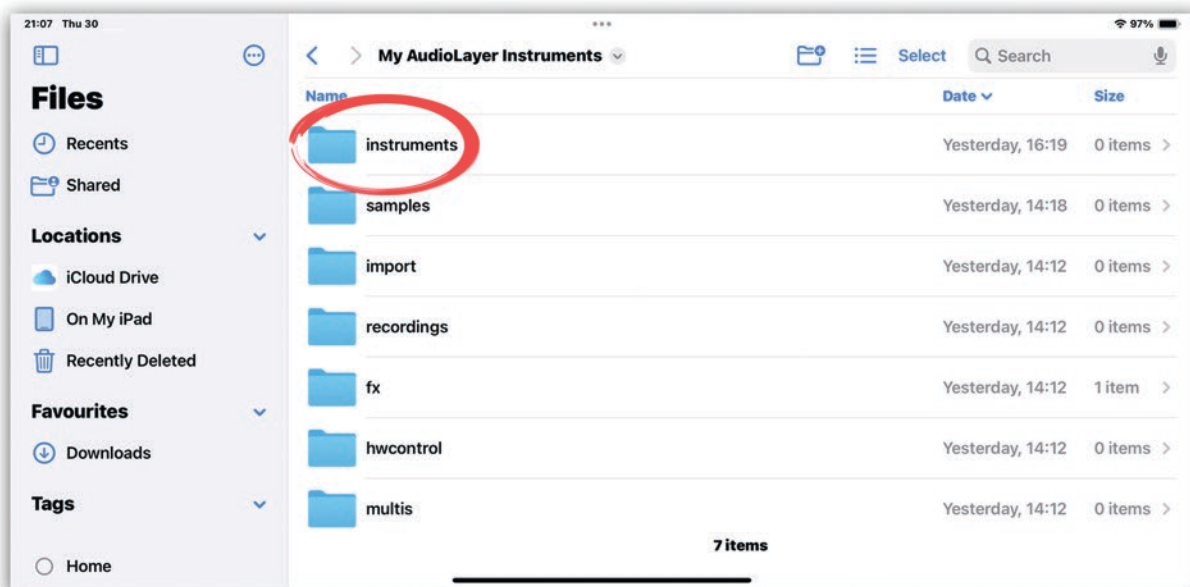 21:07 Thu 30
97%
Files
Recents
Shared
Locations
iCloud Drive
On My iPad
Recently Deleted
Favourites
Downloads
Tags
Home
My AudioLayer Instruments
Select
Search
Name Date Size
instruments Yesterday, 16:19 0 items
samples Yesterday, 14:18 0 items
import Yesterday, 14:12 0 items
recordings Yesterday, 14:12 0 items
fx Yesterday, 14:12 1 item
hwcontrol Yesterday, 14:12 0 items
multis Yesterday, 14:12 0 items
7 items